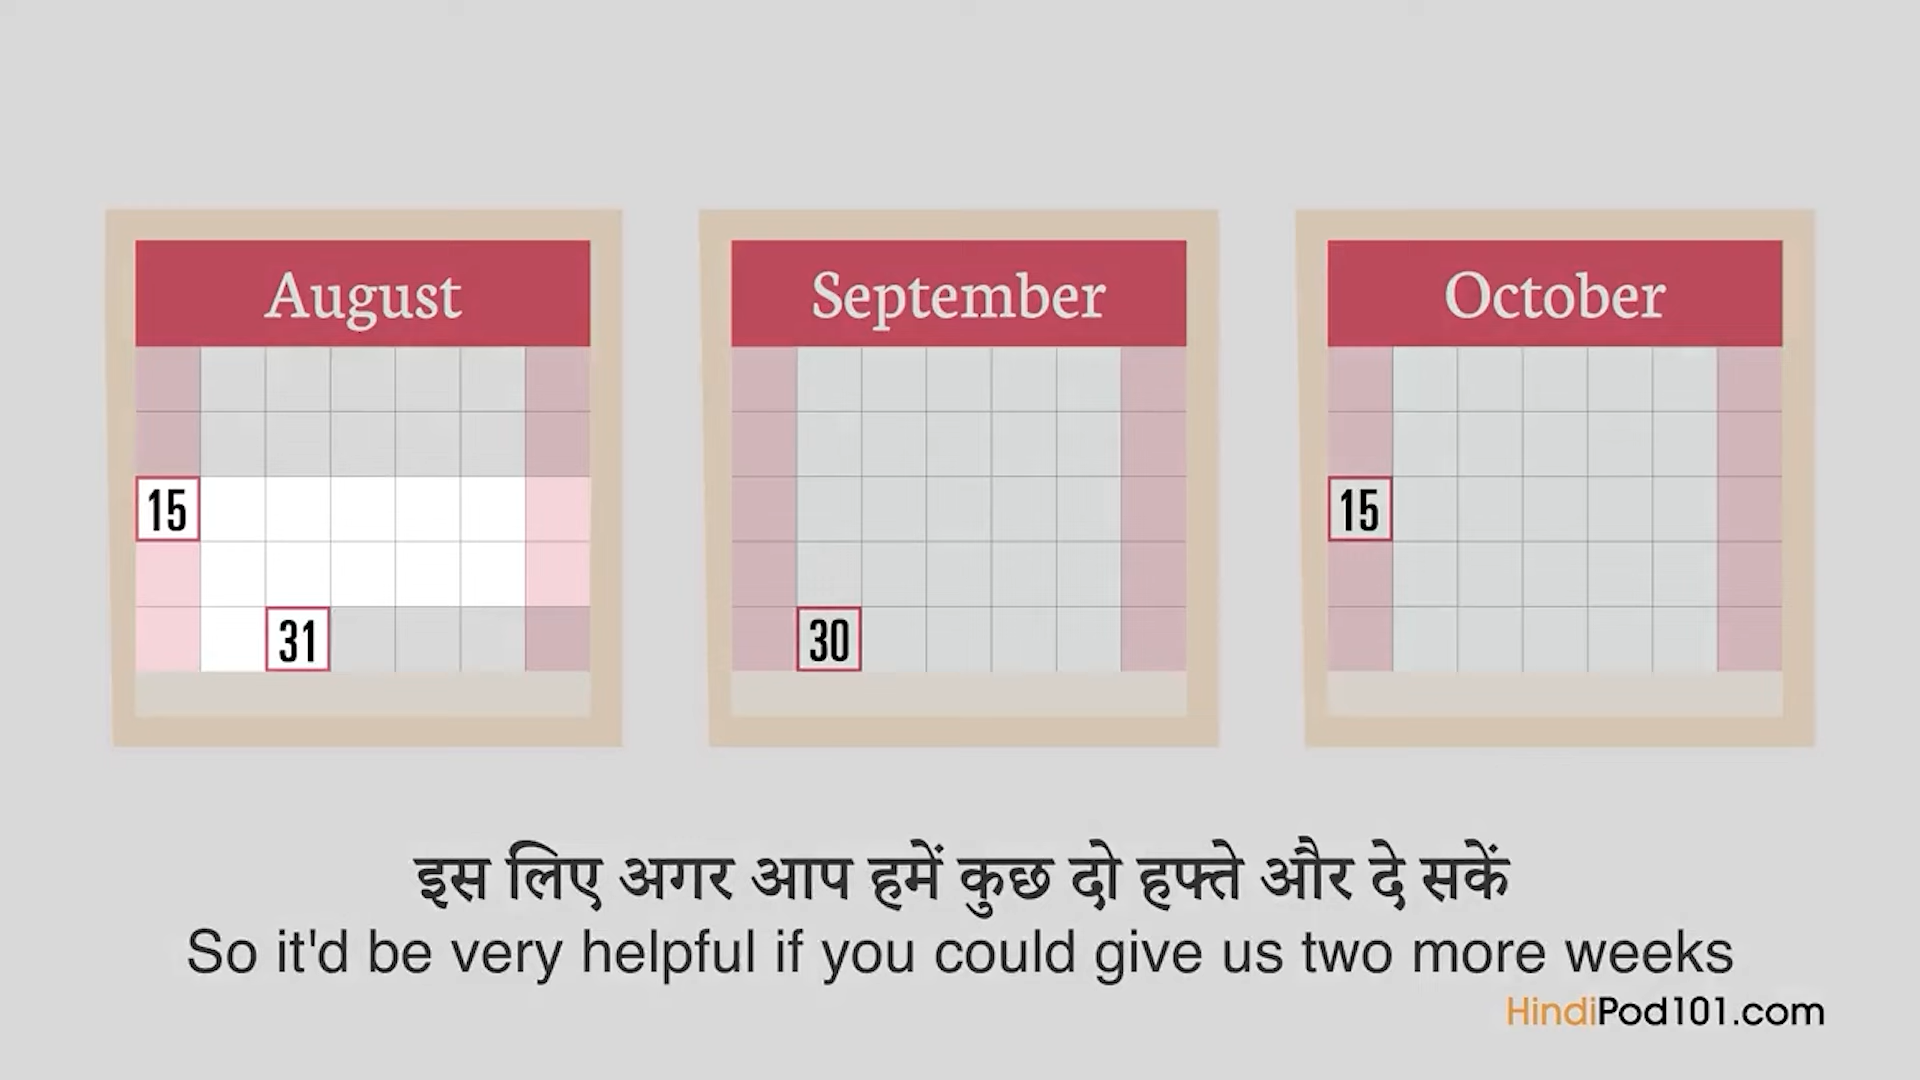 August
September
October
15
15
31
30
इस लिए अगर आप हमें कुछ दो हफ्ते और दे सकें
So it'd be very helpful if you could give us two more weeks
HindiPod101.com